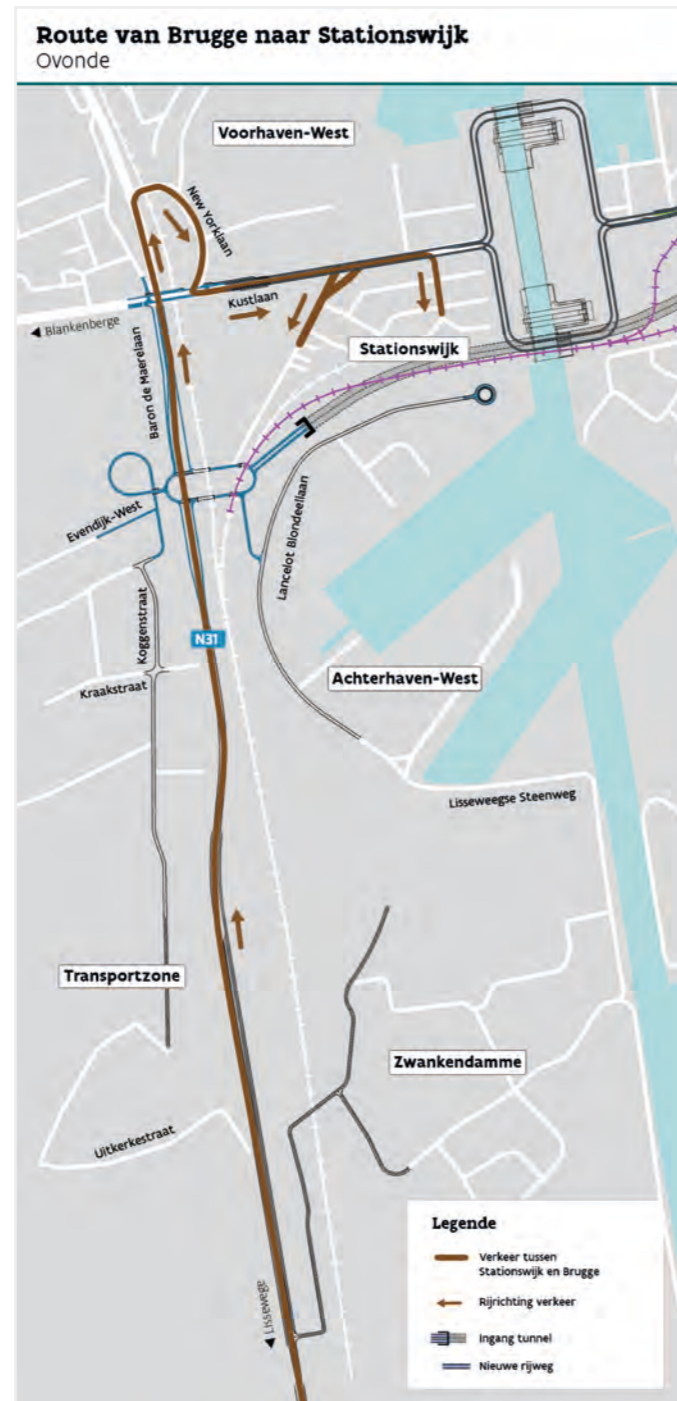 Route van Brugge naar Stationswijk
Ovonde
Voorhaven-West
New Yorklaan
Kustlaan
◀ Blankenberge
Stationswijk
Baron de Maerelaan
Evendijk-West
Lancelot Blondeellaan
Koggenstraat
N31
Kraakstraat
Achterhaven-West
Lisseweegse Steenweg
Transportzone
Zwankendamme
Uitkerkestraat
◀ Lissewege
Legende
Verkeer tussen
Stationswijk en Brugge
Rijrichting verkeer
Ingang tunnel
Nieuwe rijweg